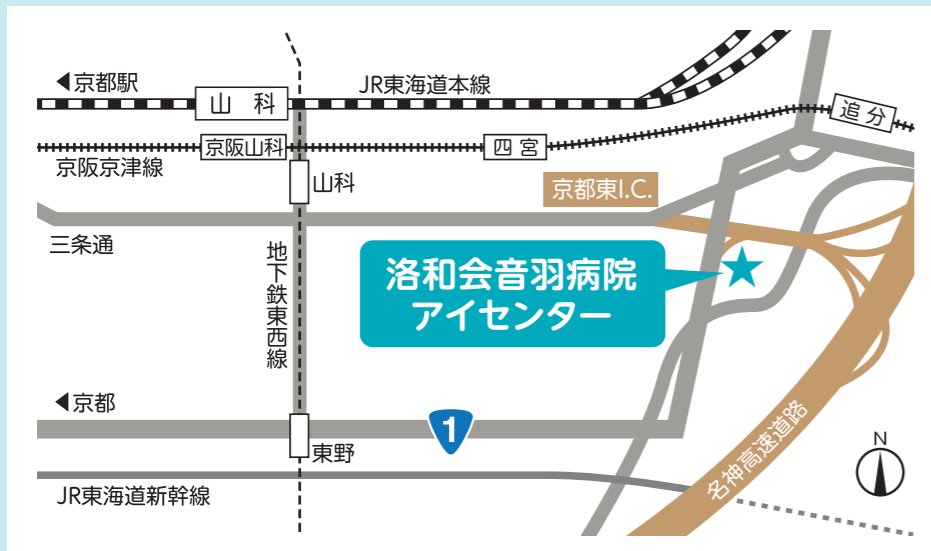 ◀京都駅
JR東海道本線
山科
追分
京阪山科
四宮
京阪京津線
山科
京都東I.C.
三条通
地下鉄東西線
洛和会音羽病院
アイセンター
◀京都
1
東野
名神高速道路
N
JR東海道新幹線